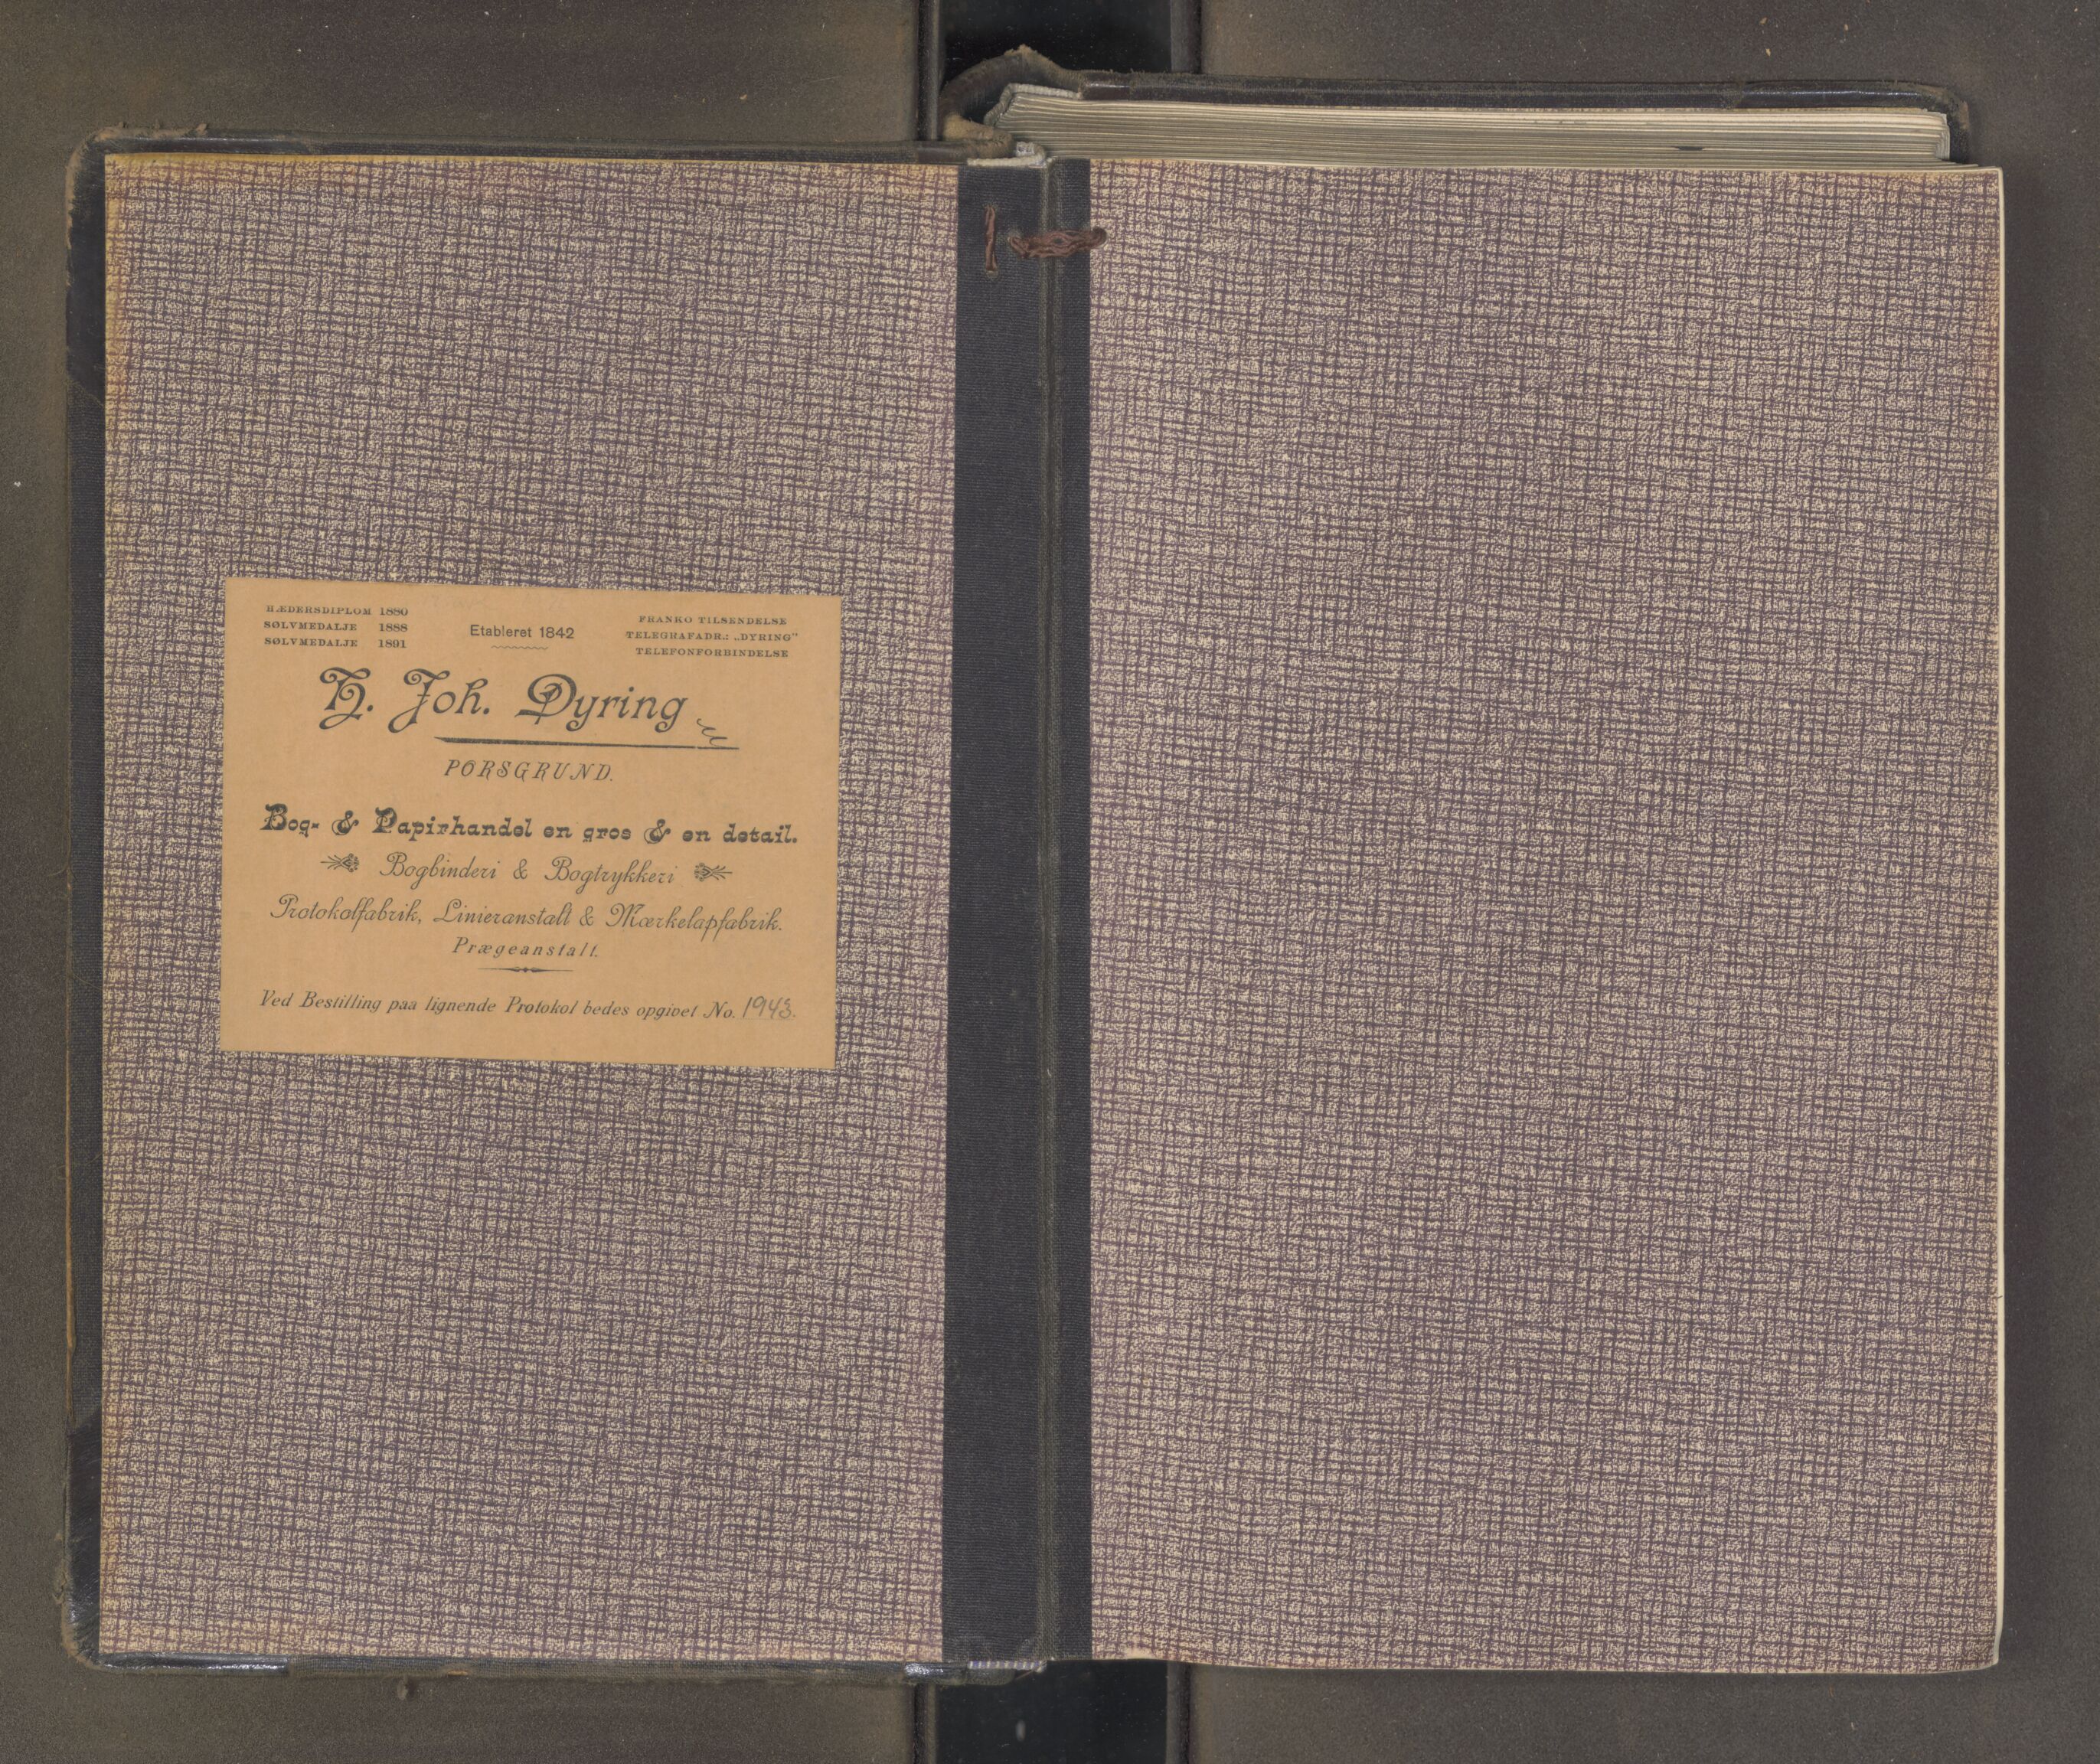 HÆDERSDIPLOM 1880
SØLVMEDALJE 1888
SØLVMEDALJE 1891
Etableret 1842
FRANKO TILSENDELSE
TELEGRAFADR.: „DYRING"
TELEFONFORBINDELSE
H. Joh. Dyring
PORSGRUND.
Bog- & Papirhandel en gros & en detail.
Bogbinderi & Bogtrykkeri
Protokolfabrik, Linieranstalt & Mærkelapfabrik.
Prægeanstalt.
Ved Bestilling paa lignende Protokol bedes opgivet No. 1943.